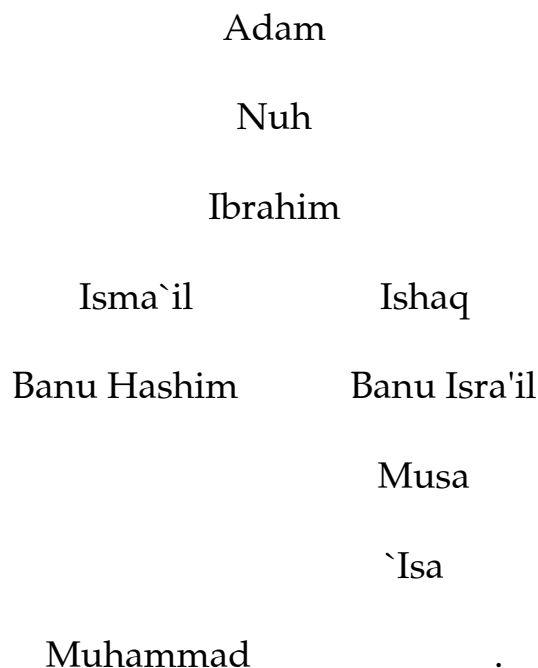 Adam
Nuh
Ibrahim
Isma`il Ishaq
Banu Hashim Banu Isra'il
Musa
`Isa
Muhammad .